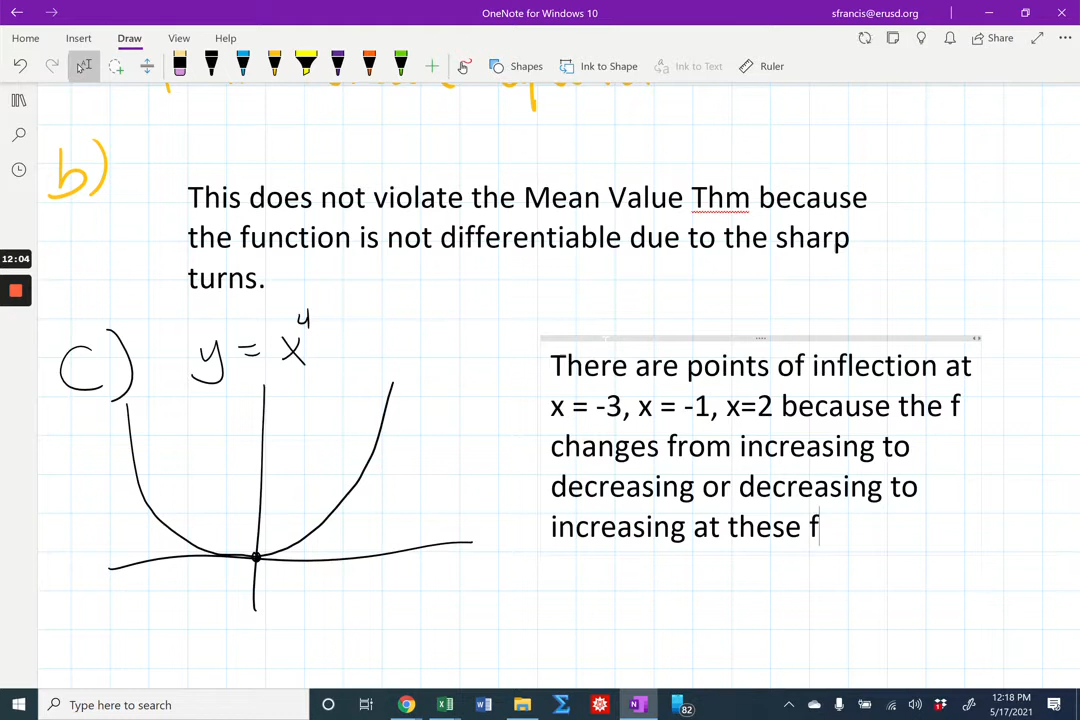 OneNote for Windows 10
sfrancis@erusd.org
Home Insert Draw View Help
Share
Shapes
Ink to Shape
Ink to Text
Ruler
b)
This does not violate the Mean Value Thm because
the function is not differentiable due to the sharp
turns.
12:04
c) y = x⁴
There are points of inflection at
x = -3, x = -1, x=2 because the f
changes from increasing to
decreasing or decreasing to
increasing at these f
Type here to search
82
12:18 PM
5/17/2021